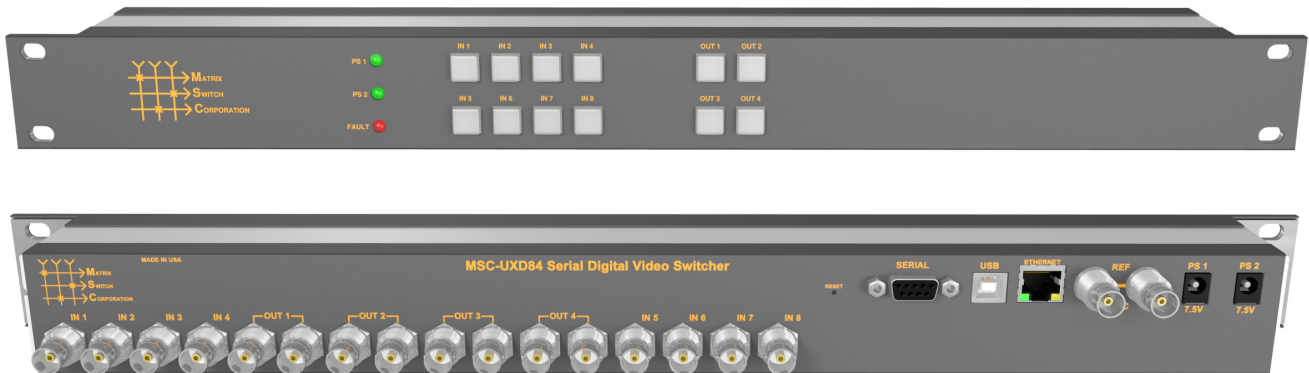 MATRIX
SWITCH
CORPORATION
PS 1
PS 2
FAULT
IN 1 IN 2 IN 3 IN 4
IN 5 IN 6 IN 7 IN 8
OUT 1 OUT 2
OUT 3 OUT 4
MATRIX
SWITCH
CORPORATION
MADE IN USA
MSC-UXD84 Serial Digital Video Switcher
RESET
SERIAL
USB
ETHERNET
REF
PS 1
7.5V
PS 2
7.5V
IN 1 IN 2 IN 3 IN 4 OUT 1 OUT 2 OUT 3 OUT 4 IN 5 IN 6 IN 7 IN 8